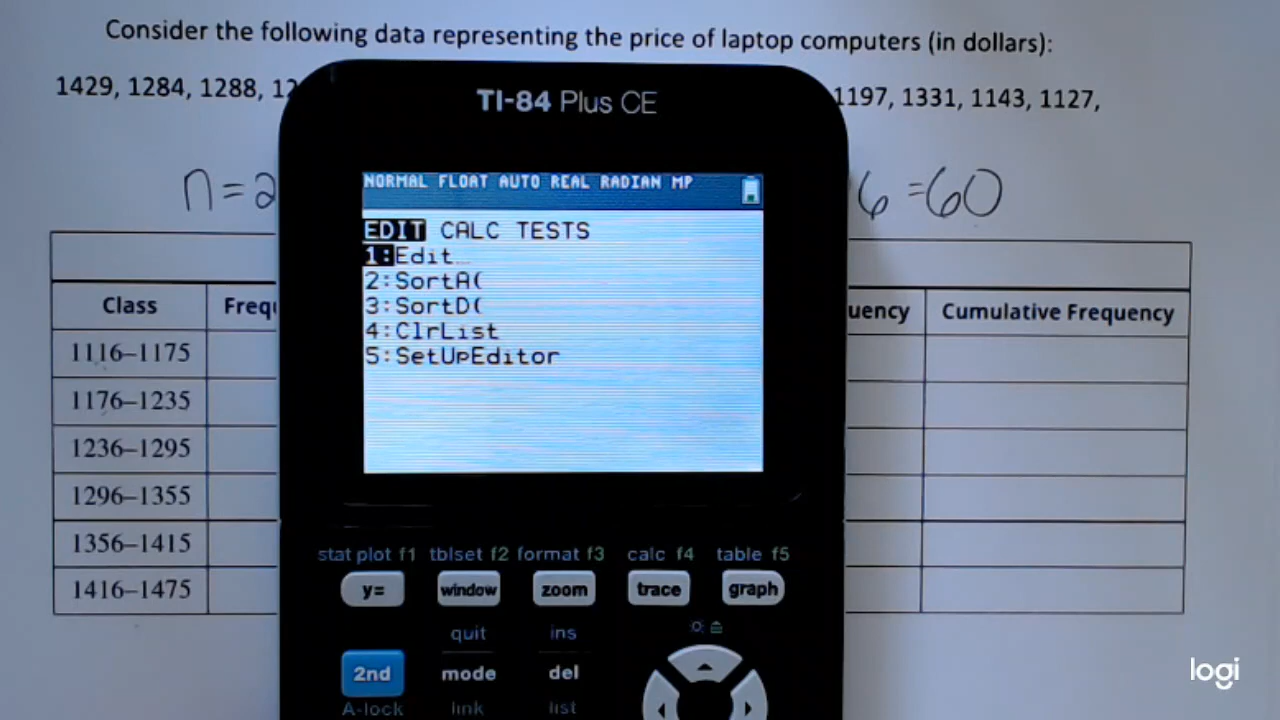 Consider the following data representing the price of laptop computers (in dollars):
1429, 1284, 1288, 12
1197, 1331, 1143, 1127,
n=2
6 =60
TI-84 Plus CE
NORMAL FLOAT AUTO REAL RADIAN MP
EDIT CALC TESTS
1:Edit…
2:SortA(
3:SortD(
4:ClrList
5:SetUpEditor
Class Frequ uency Cumulative Frequency
1116–1175
1176–1235
1236–1295
1296–1355
1356–1415
1416–1475
stat plot f1 tblset f2 format f3 calc f4 table f5
y= window zoom trace graph
quit ins
2nd mode del
A-lock link list
logi